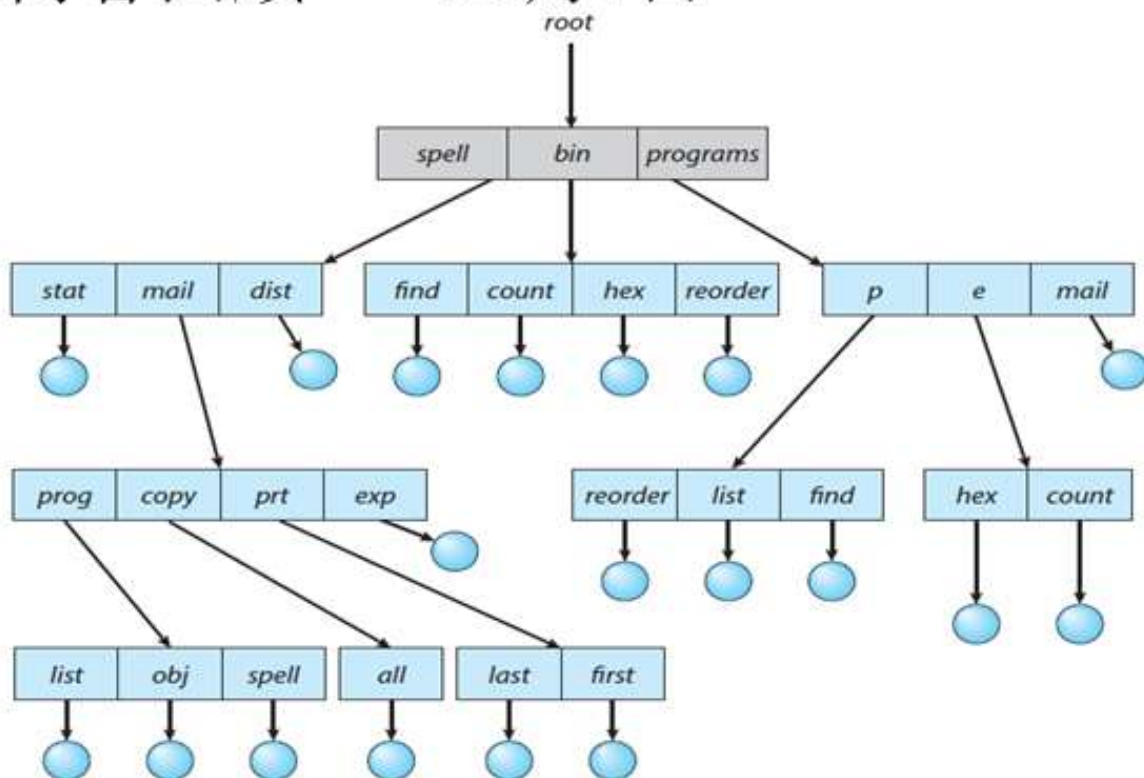 root
spell bin programs
stat mail dist find count hex reorder p e mail
prog copy prt exp reorder list find hex count
list obj spell all last first